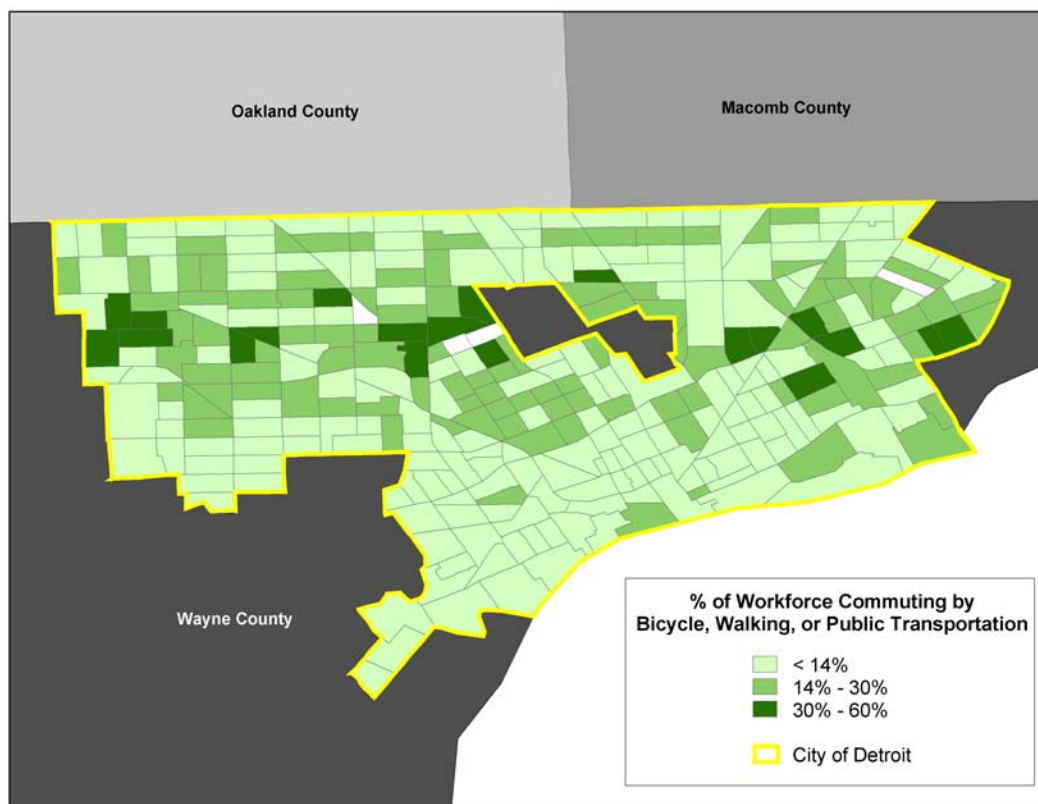 Oakland County
Macomb County
Wayne County
% of Workforce Commuting by
Bicycle, Walking, or Public Transportation
< 14%
14% - 30%
30% - 60%
City of Detroit